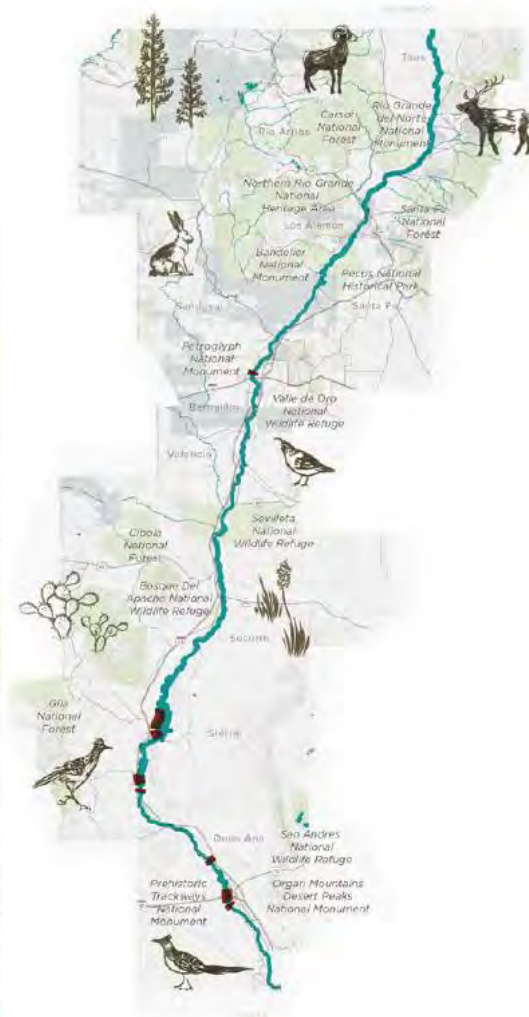 Taos
Rio Grande
del Norte
National
Monument
Carson
National
Forest
Rio Arriba
Northern Rio Grande
National
Heritage Area
Santa Fe
National
Forest
Los Alamos
Bandelier
National
Monument
Pecos National
Historical Park
Sandoval
Santa Fe
Petroglyph
National
Monument
Bernalillo
Valle de Oro
National
Wildlife Refuge
Valencia
Sevilleta
National
Wildlife Refuge
Cibola
National
Forest
Bosque Del
Apache National
Wildlife Refuge
Socorro
Gila
National
Forest
Sierra
Dona Ana
San Andres
National
Wildlife Refuge
Prehistoric
Trackways
National
Monument
Organ Mountains
Desert Peaks
National Monument